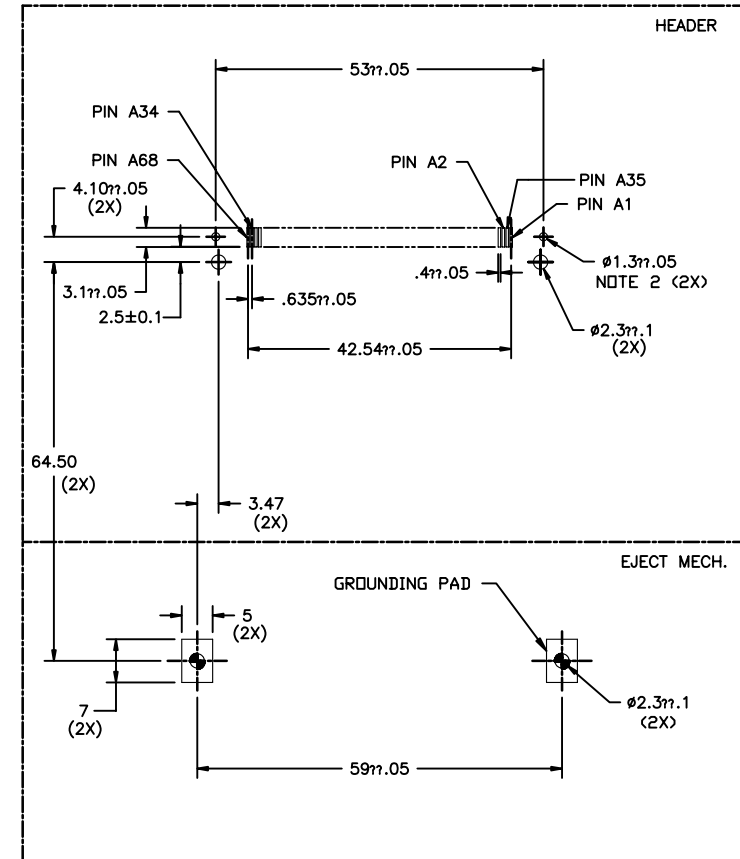 HEADER
53??.05
PIN A34
PIN A68
PIN A2
PIN A35
PIN A1
4.10??.05
(2X)
3.1??.05
2.5±0.1
.635??.05
.4??.05
ø1.3??.05
NOTE 2 (2X)
ø2.3??.1
(2X)
42.54??.05
64.50
(2X)
3.47
(2X)
EJECT MECH.
GROUNDING PAD
5
(2X)
7
(2X)
ø2.3??.1
(2X)
59??.05